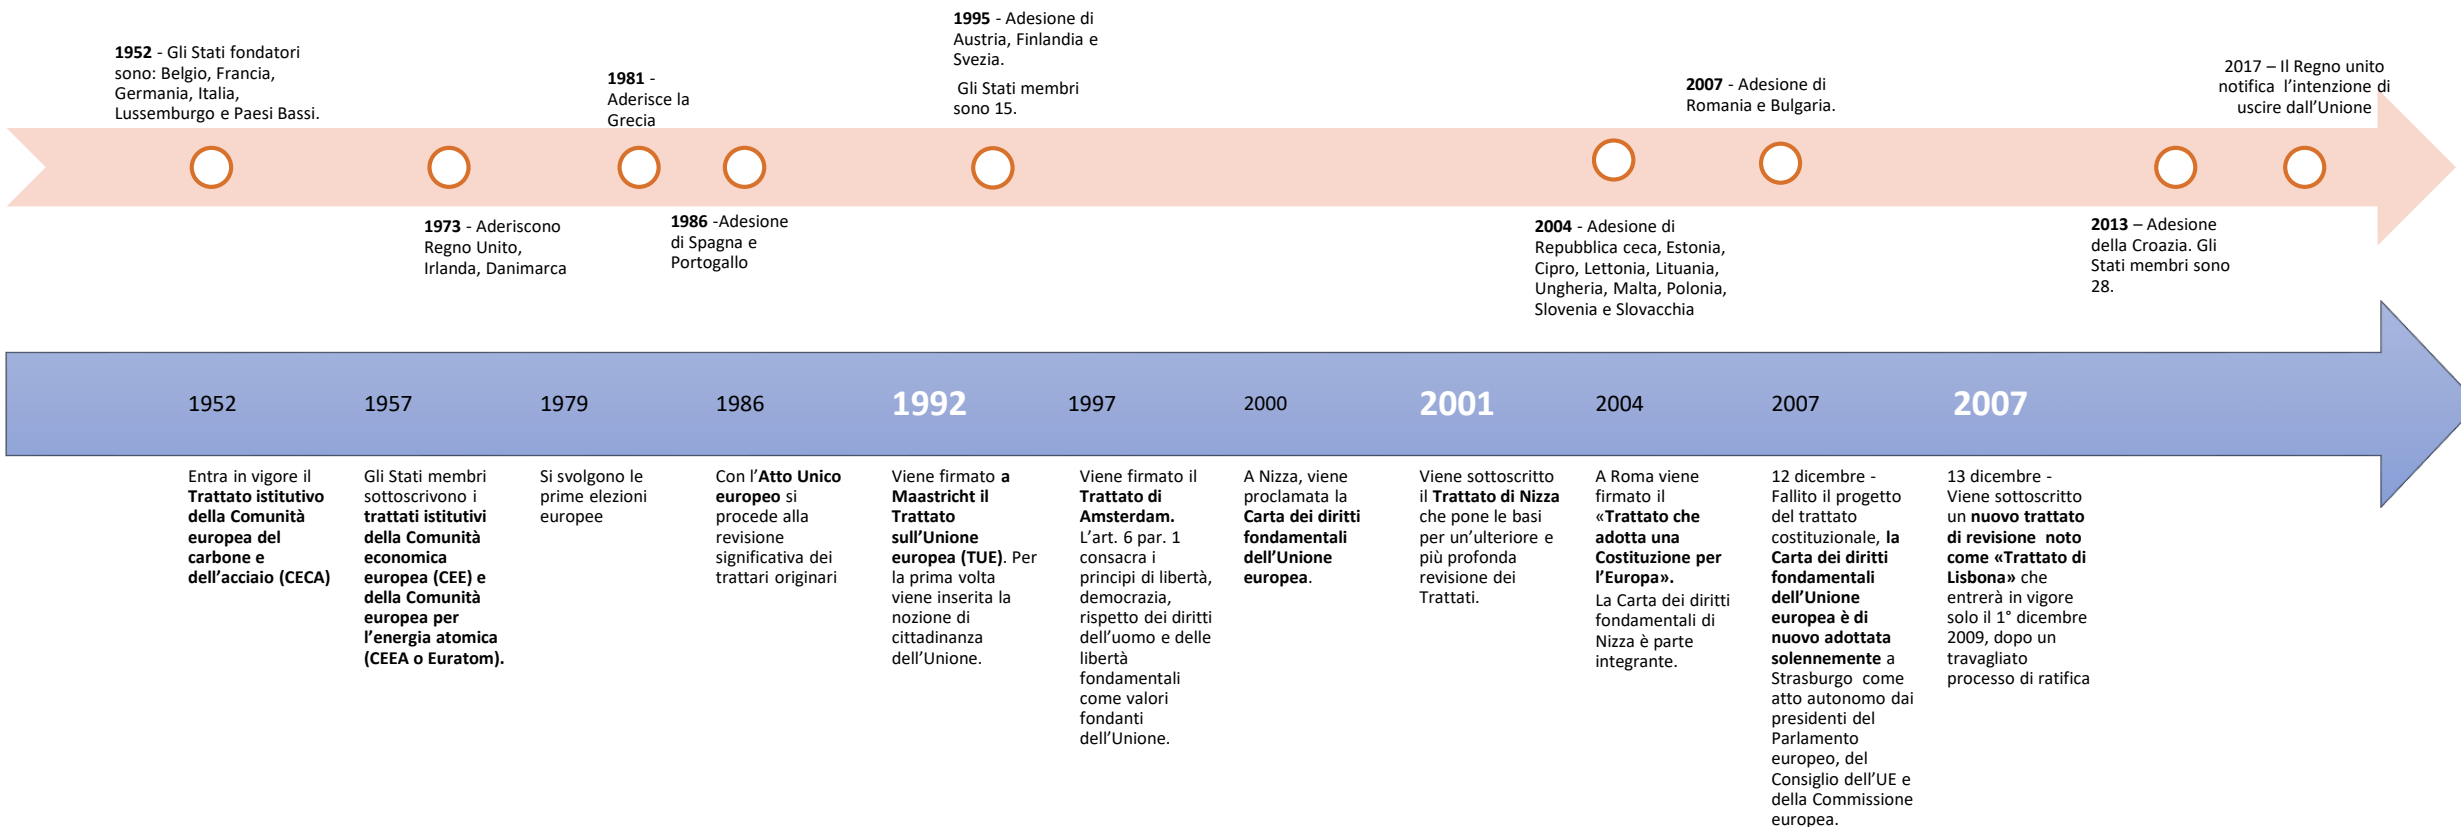 1952 - Gli Stati fondatori
sono: Belgio, Francia,
Germania, Italia,
Lussemburgo e Paesi Bassi.
1981 -
Aderisce la
Grecia
1995 - Adesione di
Austria, Finlandia e
Svezia.
Gli Stati membri
sono 15.
2007 - Adesione di
Romania e Bulgaria.
2017 – Il Regno unito
notifica l'intenzione di
uscire dall'Unione
1973 - Aderiscono
Regno Unito,
Irlanda, Danimarca
1986 -Adesione
di Spagna e
Portogallo
2004 - Adesione di
Repubblica ceca, Estonia,
Cipro, Lettonia, Lituania,
Ungheria, Malta, Polonia,
Slovenia e Slovacchia
2013 – Adesione
della Croazia. Gli
Stati membri sono
28.
1952
1957
1979
1986
1992
1997
2000
2001
2004
2007
2007
Entra in vigore il
Trattato istitutivo
della Comunità
europea del
carbone e
dell'acciaio (CECA)
Gli Stati membri
sottoscrivono i
trattati istitutivi
della Comunità
economica
europea (CEE) e
della Comunità
europea per
l'energia atomica
(CEEA o Euratom).
Si svolgono le
prime elezioni
europee
Con l'Atto Unico
europeo si
procede alla
revisione
significativa dei
trattari originari
Viene firmato a
Maastricht il
Trattato
sull'Unione
europea (TUE). Per
la prima volta
viene inserita la
nozione di
cittadinanza
dell'Unione.
Viene firmato il
Trattato di
Amsterdam.
L'art. 6 par. 1
consacra i
principi di libertà,
democrazia,
rispetto dei diritti
dell'uomo e delle
libertà
fondamentali
come valori
fondanti
dell'Unione.
A Nizza, viene
proclamata la
Carta dei diritti
fondamentali
dell'Unione
europea.
Viene sottoscritto
il Trattato di Nizza
che pone le basi
per un'ulteriore e
più profonda
revisione dei
Trattati.
A Roma viene
firmato il
«Trattato che
adotta una
Costituzione per
l'Europa».
La Carta dei diritti
fondamentali di
Nizza è parte
integrante.
12 dicembre -
Fallito il progetto
del trattato
costituzionale, la
Carta dei diritti
fondamentali
dell'Unione
europea è di
nuovo adottata
solennemente a
Strasburgo come
atto autonomo dai
presidenti del
Parlamento
europeo, del
Consiglio dell'UE e
della Commissione
europea.
13 dicembre -
Viene sottoscritto
un nuovo trattato
di revisione noto
come «Trattato di
Lisbona» che
entrerà in vigore
solo il 1° dicembre
2009, dopo un
travagliato
processo di ratifica